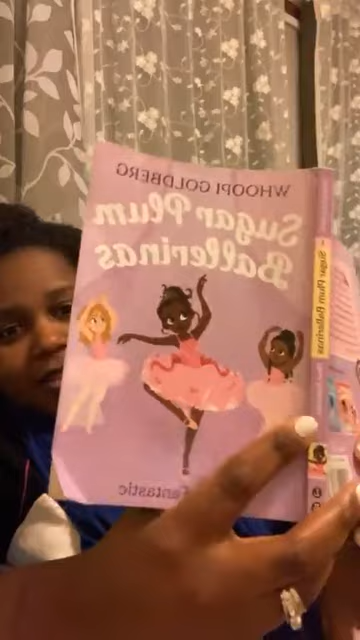 WHOOPI GOLDBERG
Sugar Plum
Ballerinas
Fantastic
Sugar Plum Ballerinas